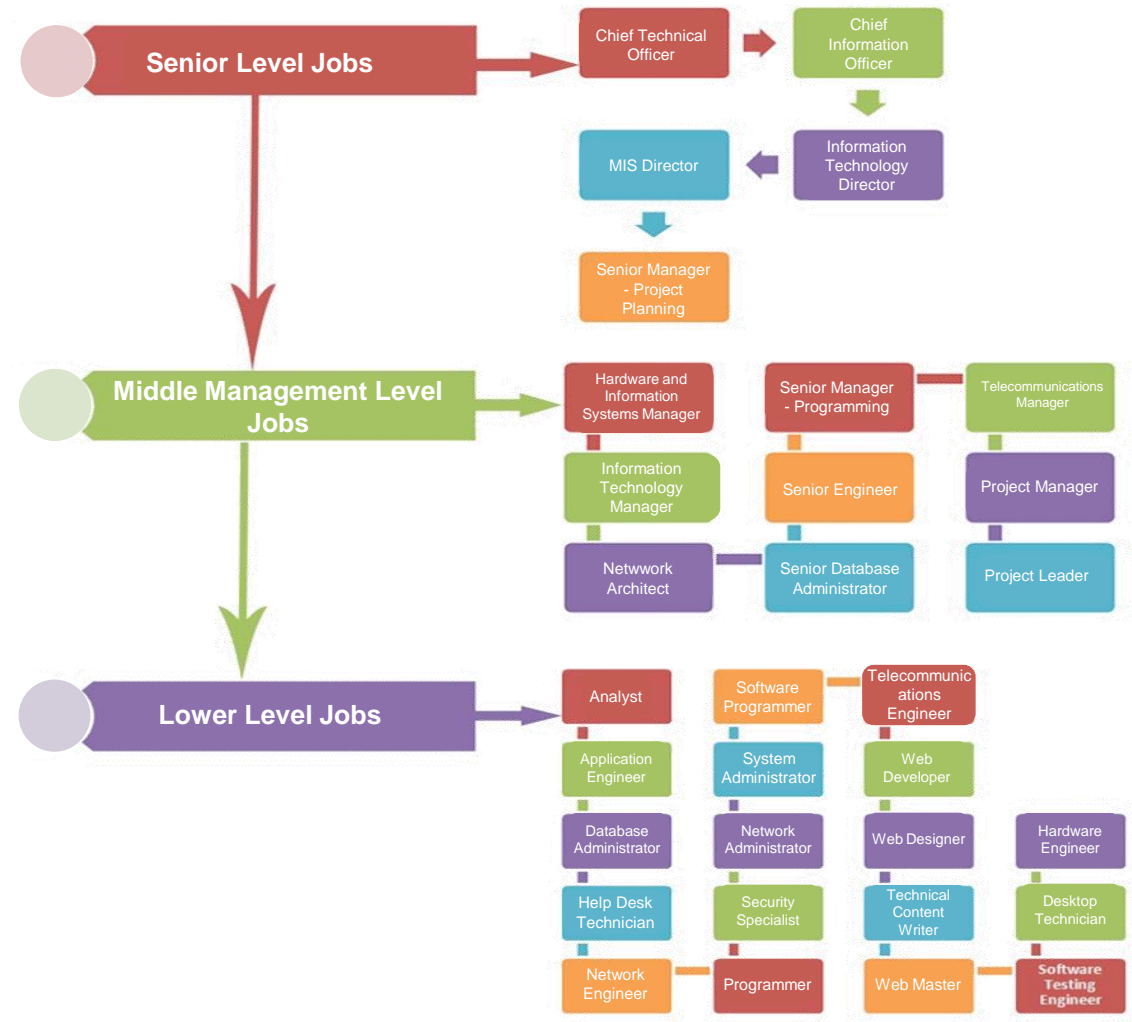 Senior Level Jobs
Chief Technical
Officer
Chief
Information
Officer
MIS Director
Information
Technology
Director
Senior Manager
- Project
Planning
Middle Management Level
Jobs
Hardware and
Information
Systems Manager
Senior Manager
- Programming
Telecommunications
Manager
Information
Technology
Manager
Senior Engineer
Project Manager
Netwwork
Architect
Senior Database
Administrator
Project Leader
Lower Level Jobs
Analyst
Software
Programmer
Telecommunic
ations
Engineer
Application
Engineer
System
Administrator
Web
Developer
Database
Administrator
Network
Administrator
Web Designer
Hardware
Engineer
Help Desk
Technician
Security
Specialist
Technical
Content
Writer
Desktop
Technician
Network
Engineer
Programmer
Web Master
Software
Testing
Engineer